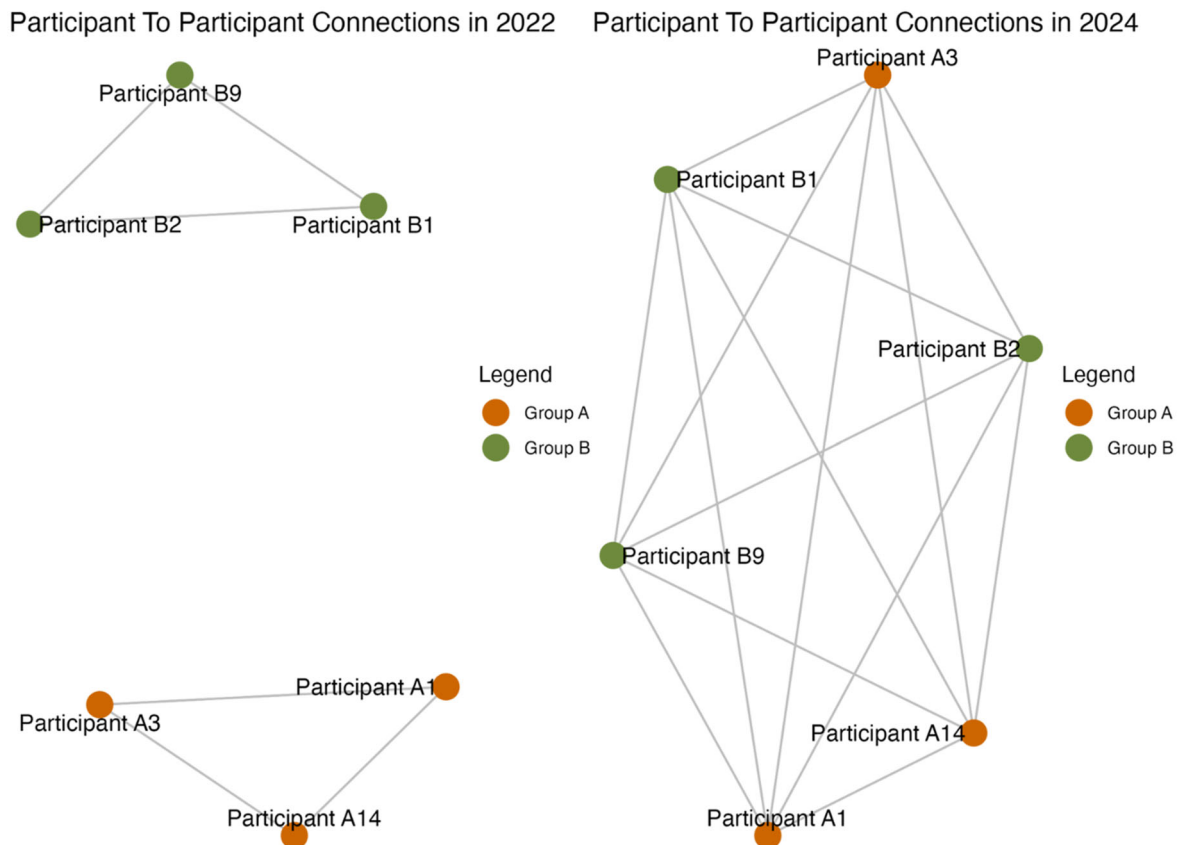 Participant To Participant Connections in 2022
Participant B9
Participant B2
Participant B1
Legend
Group A
Group B
Participant A1
Participant A3
Participant A14
Participant To Participant Connections in 2024
Participant A3
Participant B1
Participant B2
Legend
Group A
Group B
Participant B9
Participant A14
Participant A1